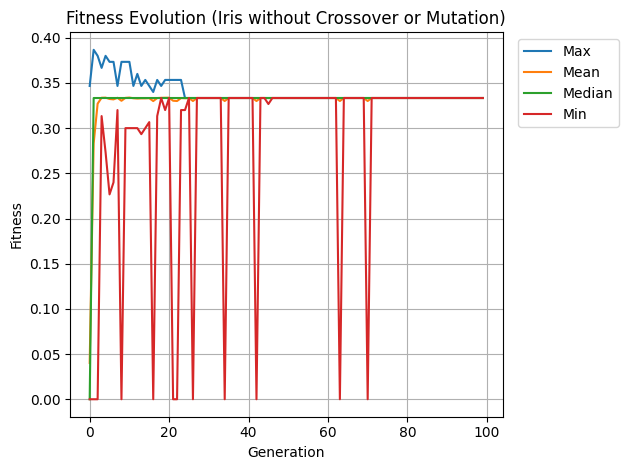 Fitness Evolution (Iris without Crossover or Mutation)
Max
Mean
Median
Min
0.40
0.35
0.30
0.25
0.20
0.15
0.10
0.05
0.00
Fitness
0 20 40 60 80 100
Generation